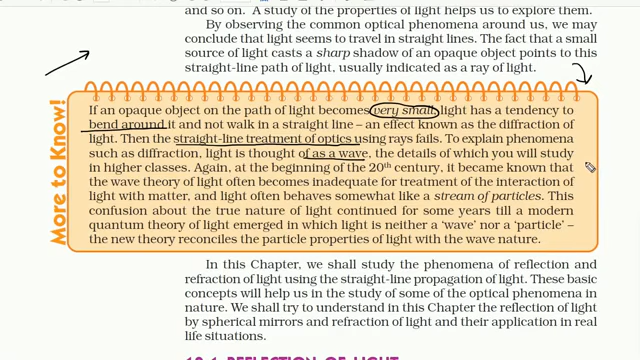 and so on. A study of the properties of light helps us to explore them.
By observing the common optical phenomena around us, we may
conclude that light seems to travel in straight lines. The fact that a small
source of light casts a sharp shadow of an opaque object points to this
straight-line path of light, usually indicated as a ray of light.
More to Know!
If an opaque object on the path of light becomes very small, light has a tendency to
bend around it and not walk in a straight line – an effect known as the diffraction of
light. Then the straight-line treatment of optics using rays fails. To explain phenomena
such as diffraction, light is thought of as a wave, the details of which you will study
in higher classes. Again, at the beginning of the 20th century, it became known that
the wave theory of light often becomes inadequate for treatment of the interaction of
light with matter, and light often behaves somewhat like a stream of particles. This
confusion about the true nature of light continued for some years till a modern
quantum theory of light emerged in which light is neither a ‘wave’ nor a ‘particle’ –
the new theory reconciles the particle properties of light with the wave nature.
In this Chapter, we shall study the phenomena of reflection and
refraction of light using the straight-line propagation of light. These basic
concepts will help us in the study of some of the optical phenomena in
nature. We shall try to understand in this Chapter the reflection of light
by spherical mirrors and refraction of light and their application in real
life situations.
10.1 REFLECTION OF LIGHT